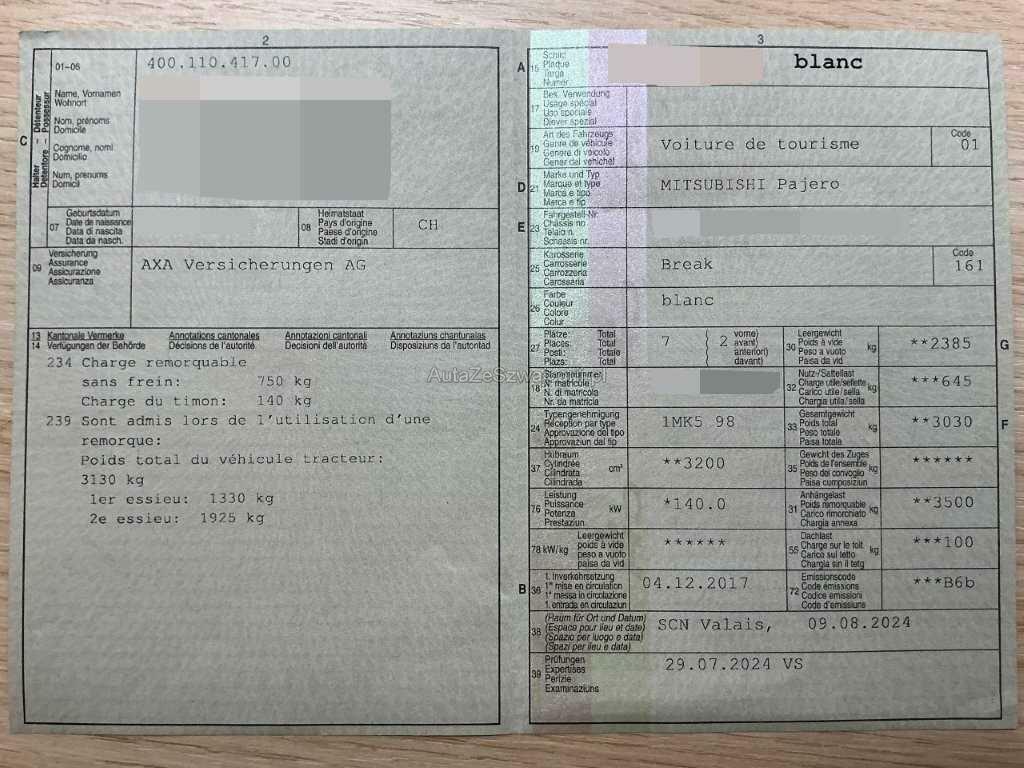 2
01-06
400.110.417.00
C
Halter – Détenteur
Detentore – Possessur
Name, Vornamen
Wohnort
Nom, prénoms
Domicile
Cognome, nomi
Domicilio
Num, prenums
Domicil
07
Geburtsdatum
Date de naissance
Data di nascita
Data da nasch.
08
Heimatstaat
Pays d'origine
Paese d'origine
Stadi d'origin
CH
09
Versicherung
Assurance
Assicurazione
Assicuranza
AXA Versicherungen AG
13 Kantonale Vermerke Annotations cantonales Annotazioni cantonali Annotaziuns chantunalas
14 Verfügungen der Behörde Décisions de l'autorité Decisioni dell'autorità Disposiziuns da l'autoritad
234 Charge remorquable
sans frein: 750 kg
Charge du timon: 140 kg
239 Sont admis lors de l'utilisation d'une
remorque:
Poids total du véhicule tracteur:
3130 kg
1er essieu: 1330 kg
2e essieu: 1925 kg
3
A
15
Schild
Plaque
Targa
Numer
blanc
17
Bes. Verwendung
Usage spécial
Uso speciale
Diever spezial
19
Art des Fahrzeugs
Genre de véhicule
Genere di veicolo
Gener dal vehichel
Voiture de tourisme
Code
01
D
21
Marke und Typ
Marque et type
Marca e tipo
Marca e tip
MITSUBISHI Pajero
E
23
Fahrgestell-Nr.
Châssis no
Telaio n.
Schassis nr.
25
Karosserie
Carrosserie
Carrozzeria
Carossaria
Break
Code
161
26
Farbe
Couleur
Colore
Colur
blanc
27
Plätze: Total
Places: Total
Posti: Totale
Plazs: Total
7
( 2
vorne)
avant)
anteriori)
davant)
30
Leergewicht
Poids à vide
Peso a vuoto
Paisa da vid
kg
**2385
G
18
Stammnummer
N° matricule
N. di matricola
Nr. da matricla
32
Nutz-/Sattellast
Charge utile/sellette
Carico utile/sella
Chargia utila/sella
kg
***645
24
Typengenehmigung
Réception par type
Approvazione del tipo
Approvaziun dal tip
1MK5 98
33
Gesamtgewicht
Poids total
Peso totale
Paisa totala
kg
**3030
F
37
Hubraum
Cylindrée
Cilindrata
Cilindrada
cm³
**3200
35
Gewicht des Zuges
Poids de l'ensemble
Peso del convoglio
Paisa cumposiziun
kg
******
76
Leistung
Puissance
Potenza
Prestaziun
kW
*140.0
31
Anhängelast
Poids remorquable
Carico rimorchiato
Chargia annexa
kg
**3500
78 kW/kg
Leergewicht
poids à vide
peso a vuoto
paisa da vid
******
55
Dachlast
Charge sur le toit
Carico sul tetto
Chargia sin il tetg
kg
***100
B
36
1. Inverkehrsetzung
1re mise en circulation
1a messa in circolazione
1. entrada en circulaziun
04.12.2017
72
Emissionscode
Code émissions
Codice emissioni
Code d'emissiuns
***B6b
38
(Raum für Ort und Datum)
(Espace pour lieu et date)
(Spazio per luogo e data)
(Spazi per lieu e data)
SCN Valais, 09.08.2024
39
Prüfungen
Expertises
Perizie
Examinaziuns
29.07.2024 VS